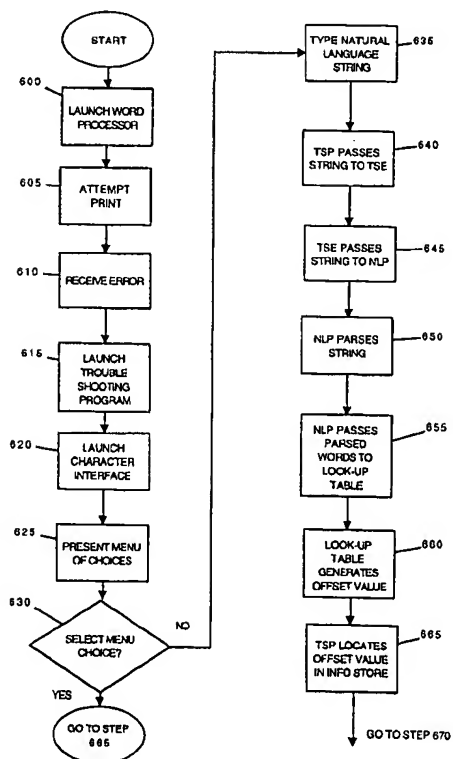 START
600
LAUNCH WORD
PROCESSOR
605
ATTEMPT
PRINT
610
RECEIVE ERROR
615
LAUNCH
TROUBLE
SHOOTING
PROGRAM
620
LAUNCH
CHARACTER
INTERFACE
625
PRESENT MENU
OF CHOICES
630
SELECT MENU
CHOICE?
NO
YES
GO TO STEP
665
TYPE NATURAL
LANGUAGE
STRING
635
TSP PASSES
STRING TO TSE
640
TSE PASSES
STRING TO NLP
645
NLP PARSES
STRING
650
NLP PASSES
PARSED
WORDS TO
LOOK-UP
TABLE
655
LOOK-UP
TABLE
GENERATES
OFFSET VALUE
660
TSP LOCATES
OFFSET VALUE
IN INFO STORE
665
GO TO STEP 670